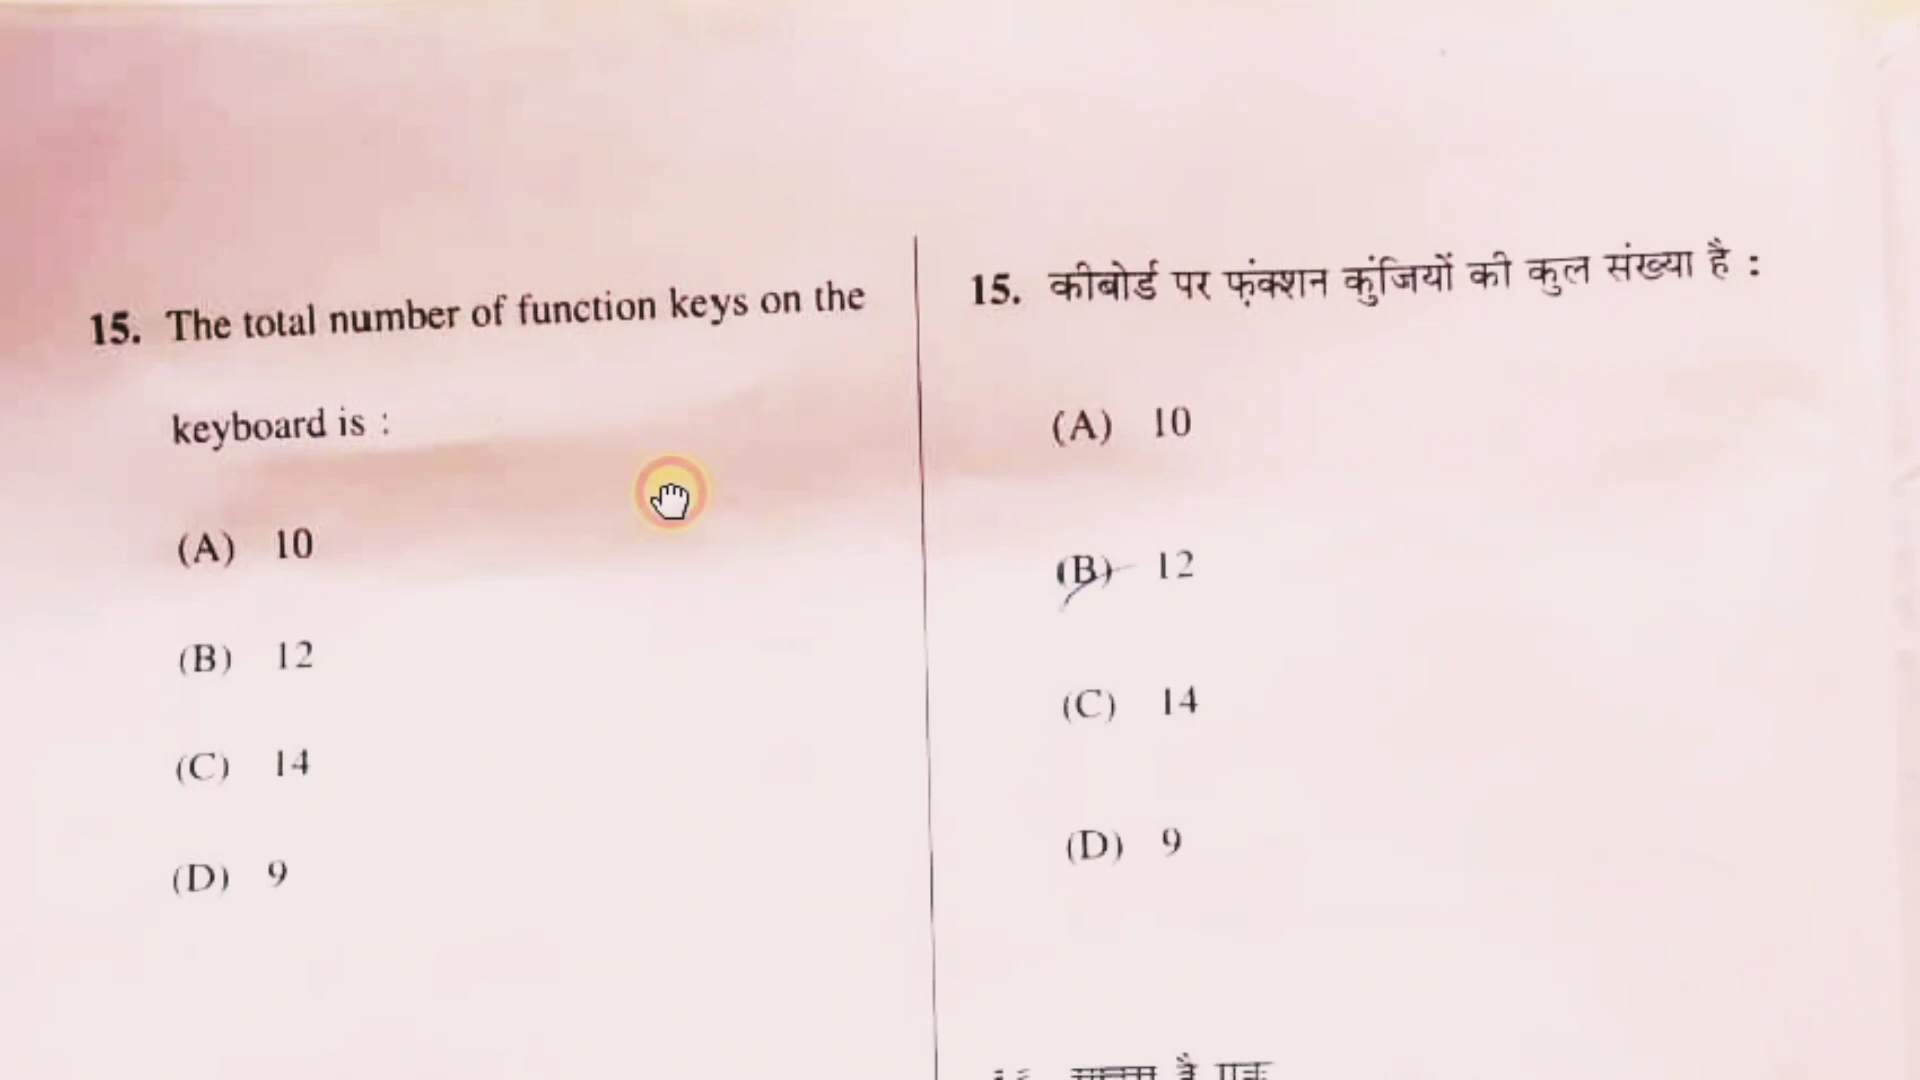 15. The total number of function keys on the
keyboard is :
(A) 10
(B) 12
(C) 14
(D) 9
15. कीबोर्ड पर फ़ंक्शन कुंजियों की कुल संख्या है :
(A) 10
(B) 12
(C) 14
(D) 9